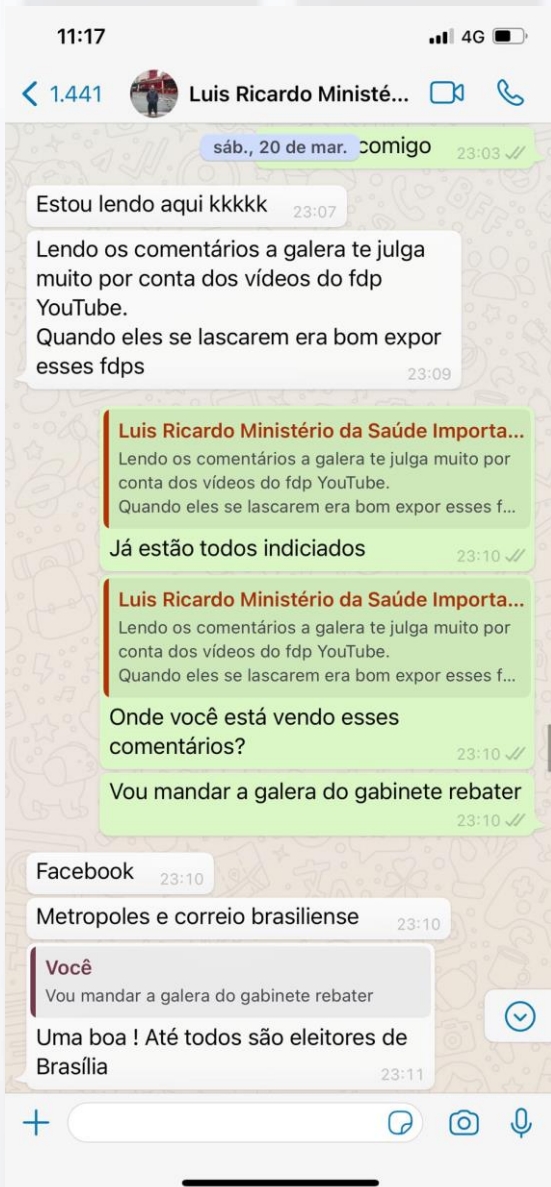 11:17
4G
1.441
Luis Ricardo Ministé...
sáb., 20 de mar.
comigo
23:03
Estou lendo aqui kkkkk
23:07
Lendo os comentários a galera te julga
muito por conta dos vídeos do fdp
YouTube.
Quando eles se lascarem era bom expor
esses fdps
23:09
Luis Ricardo Ministério da Saúde Importa...
Lendo os comentários a galera te julga muito por
conta dos vídeos do fdp YouTube.
Quando eles se lascarem era bom expor esses f...
Já estão todos indiciados
23:10
Luis Ricardo Ministério da Saúde Importa...
Lendo os comentários a galera te julga muito por
conta dos vídeos do fdp YouTube.
Quando eles se lascarem era bom expor esses f...
Onde você está vendo esses
comentários?
23:10
Vou mandar a galera do gabinete rebater
23:10
Facebook
23:10
Metropoles e correio brasiliense
23:10
Você
Vou mandar a galera do gabinete rebater
Uma boa ! Até todos são eleitores de
Brasília
23:11